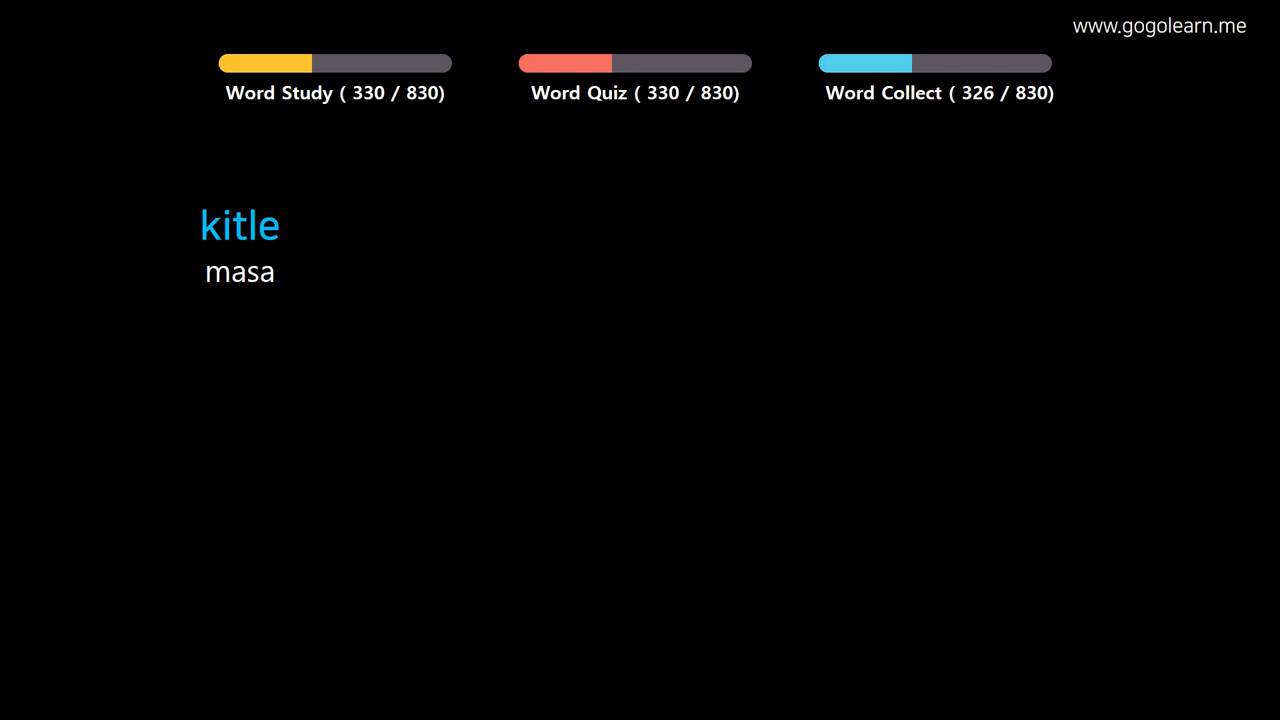 www.gogolearn.me
Word Study ( 330 / 830)
Word Quiz ( 330 / 830)
Word Collect ( 326 / 830)
kitle
masa